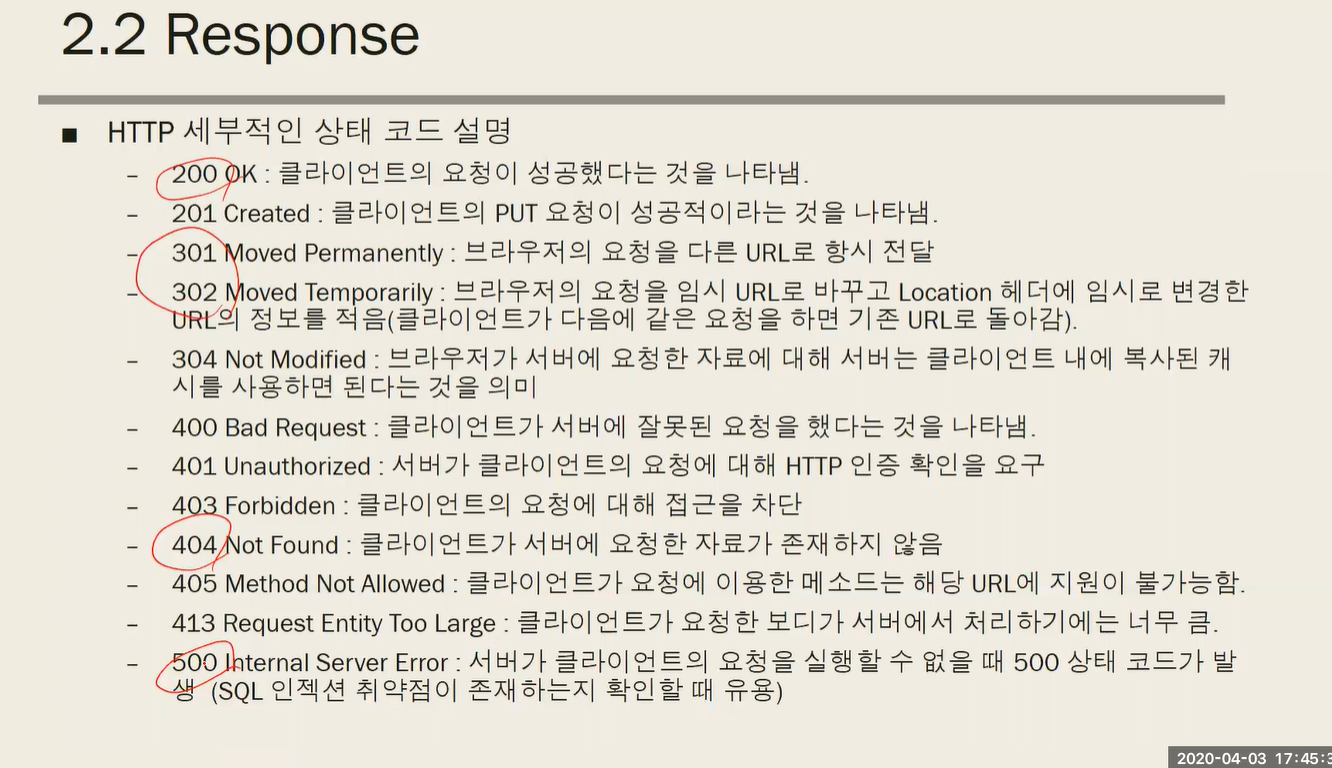 2.2 Response
■ HTTP 세부적인 상태 코드 설명
– 200 OK : 클라이언트의 요청이 성공했다는 것을 나타냄.
– 201 Created : 클라이언트의 PUT 요청이 성공적이라는 것을 나타냄.
– 301 Moved Permanently : 브라우저의 요청을 다른 URL로 항시 전달
– 302 Moved Temporarily : 브라우저의 요청을 임시 URL로 바꾸고 Location 헤더에 임시로 변경한
URL의 정보를 적음(클라이언트가 다음에 같은 요청을 하면 기존 URL로 돌아감).
– 304 Not Modified : 브라우저가 서버에 요청한 자료에 대해 서버는 클라이언트 내에 복사된 캐
시를 사용하면 된다는 것을 의미
– 400 Bad Request : 클라이언트가 서버에 잘못된 요청을 했다는 것을 나타냄.
– 401 Unauthorized : 서버가 클라이언트의 요청에 대해 HTTP 인증 확인을 요구
– 403 Forbidden : 클라이언트의 요청에 대해 접근을 차단
– 404 Not Found : 클라이언트가 서버에 요청한 자료가 존재하지 않음
– 405 Method Not Allowed : 클라이언트가 요청에 이용한 메소드는 해당 URL에 지원이 불가능함.
– 413 Request Entity Too Large : 클라이언트가 요청한 보디가 서버에서 처리하기에는 너무 큼.
– 500 Internal Server Error : 서버가 클라이언트의 요청을 실행할 수 없을 때 500 상태 코드가 발
생 (SQL 인젝션 취약점이 존재하는지 확인할 때 유용)
2020-04-03 17:45:3